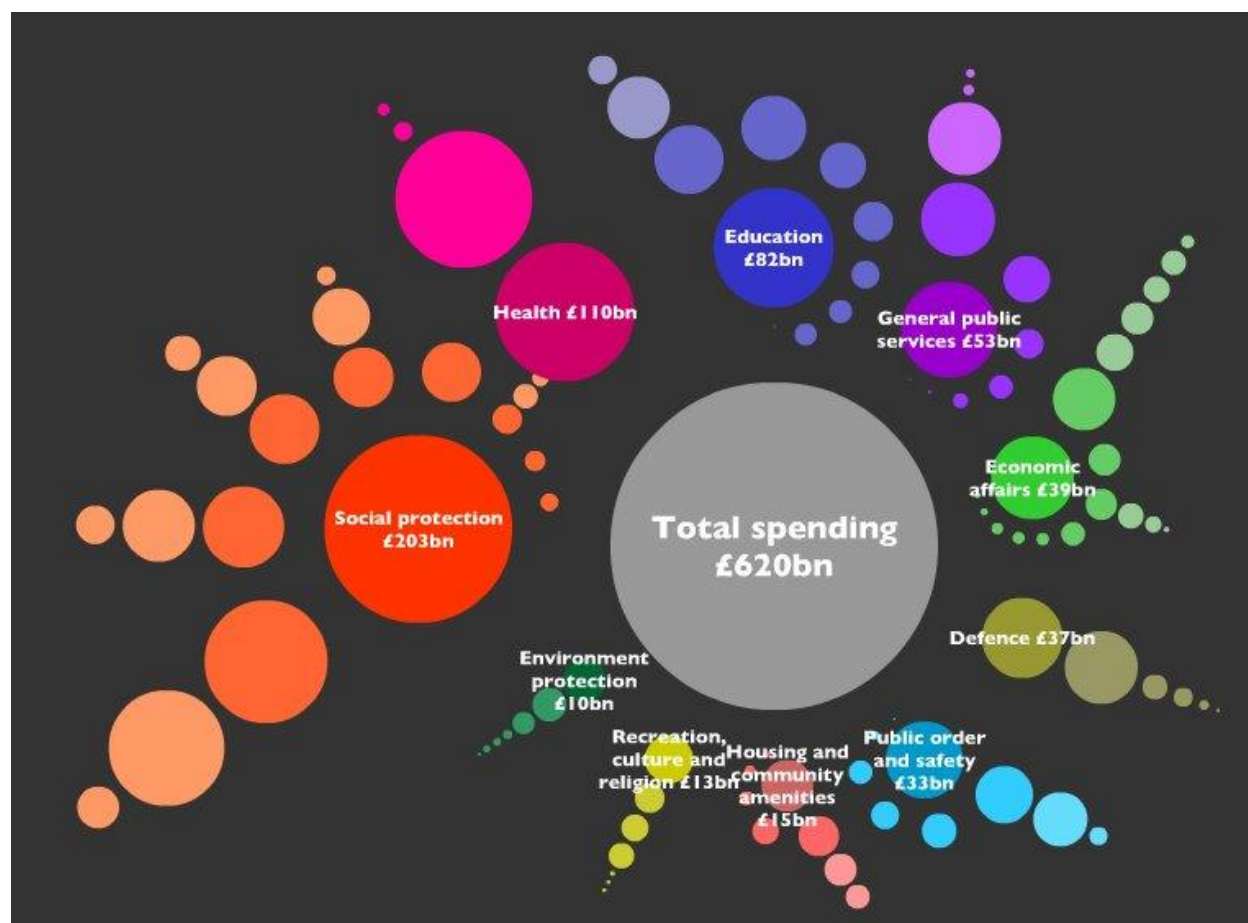 Education
£82bn
Health £110bn
General public
services £53bn
Economic
affairs £39bn
Social protection
£203bn
Total spending
£620bn
Defence £37bn
Environment
protection
£10bn
Recreation,
culture and
religion £13bn
Housing and
community
amenities
£15bn
Public order
and safety
£33bn